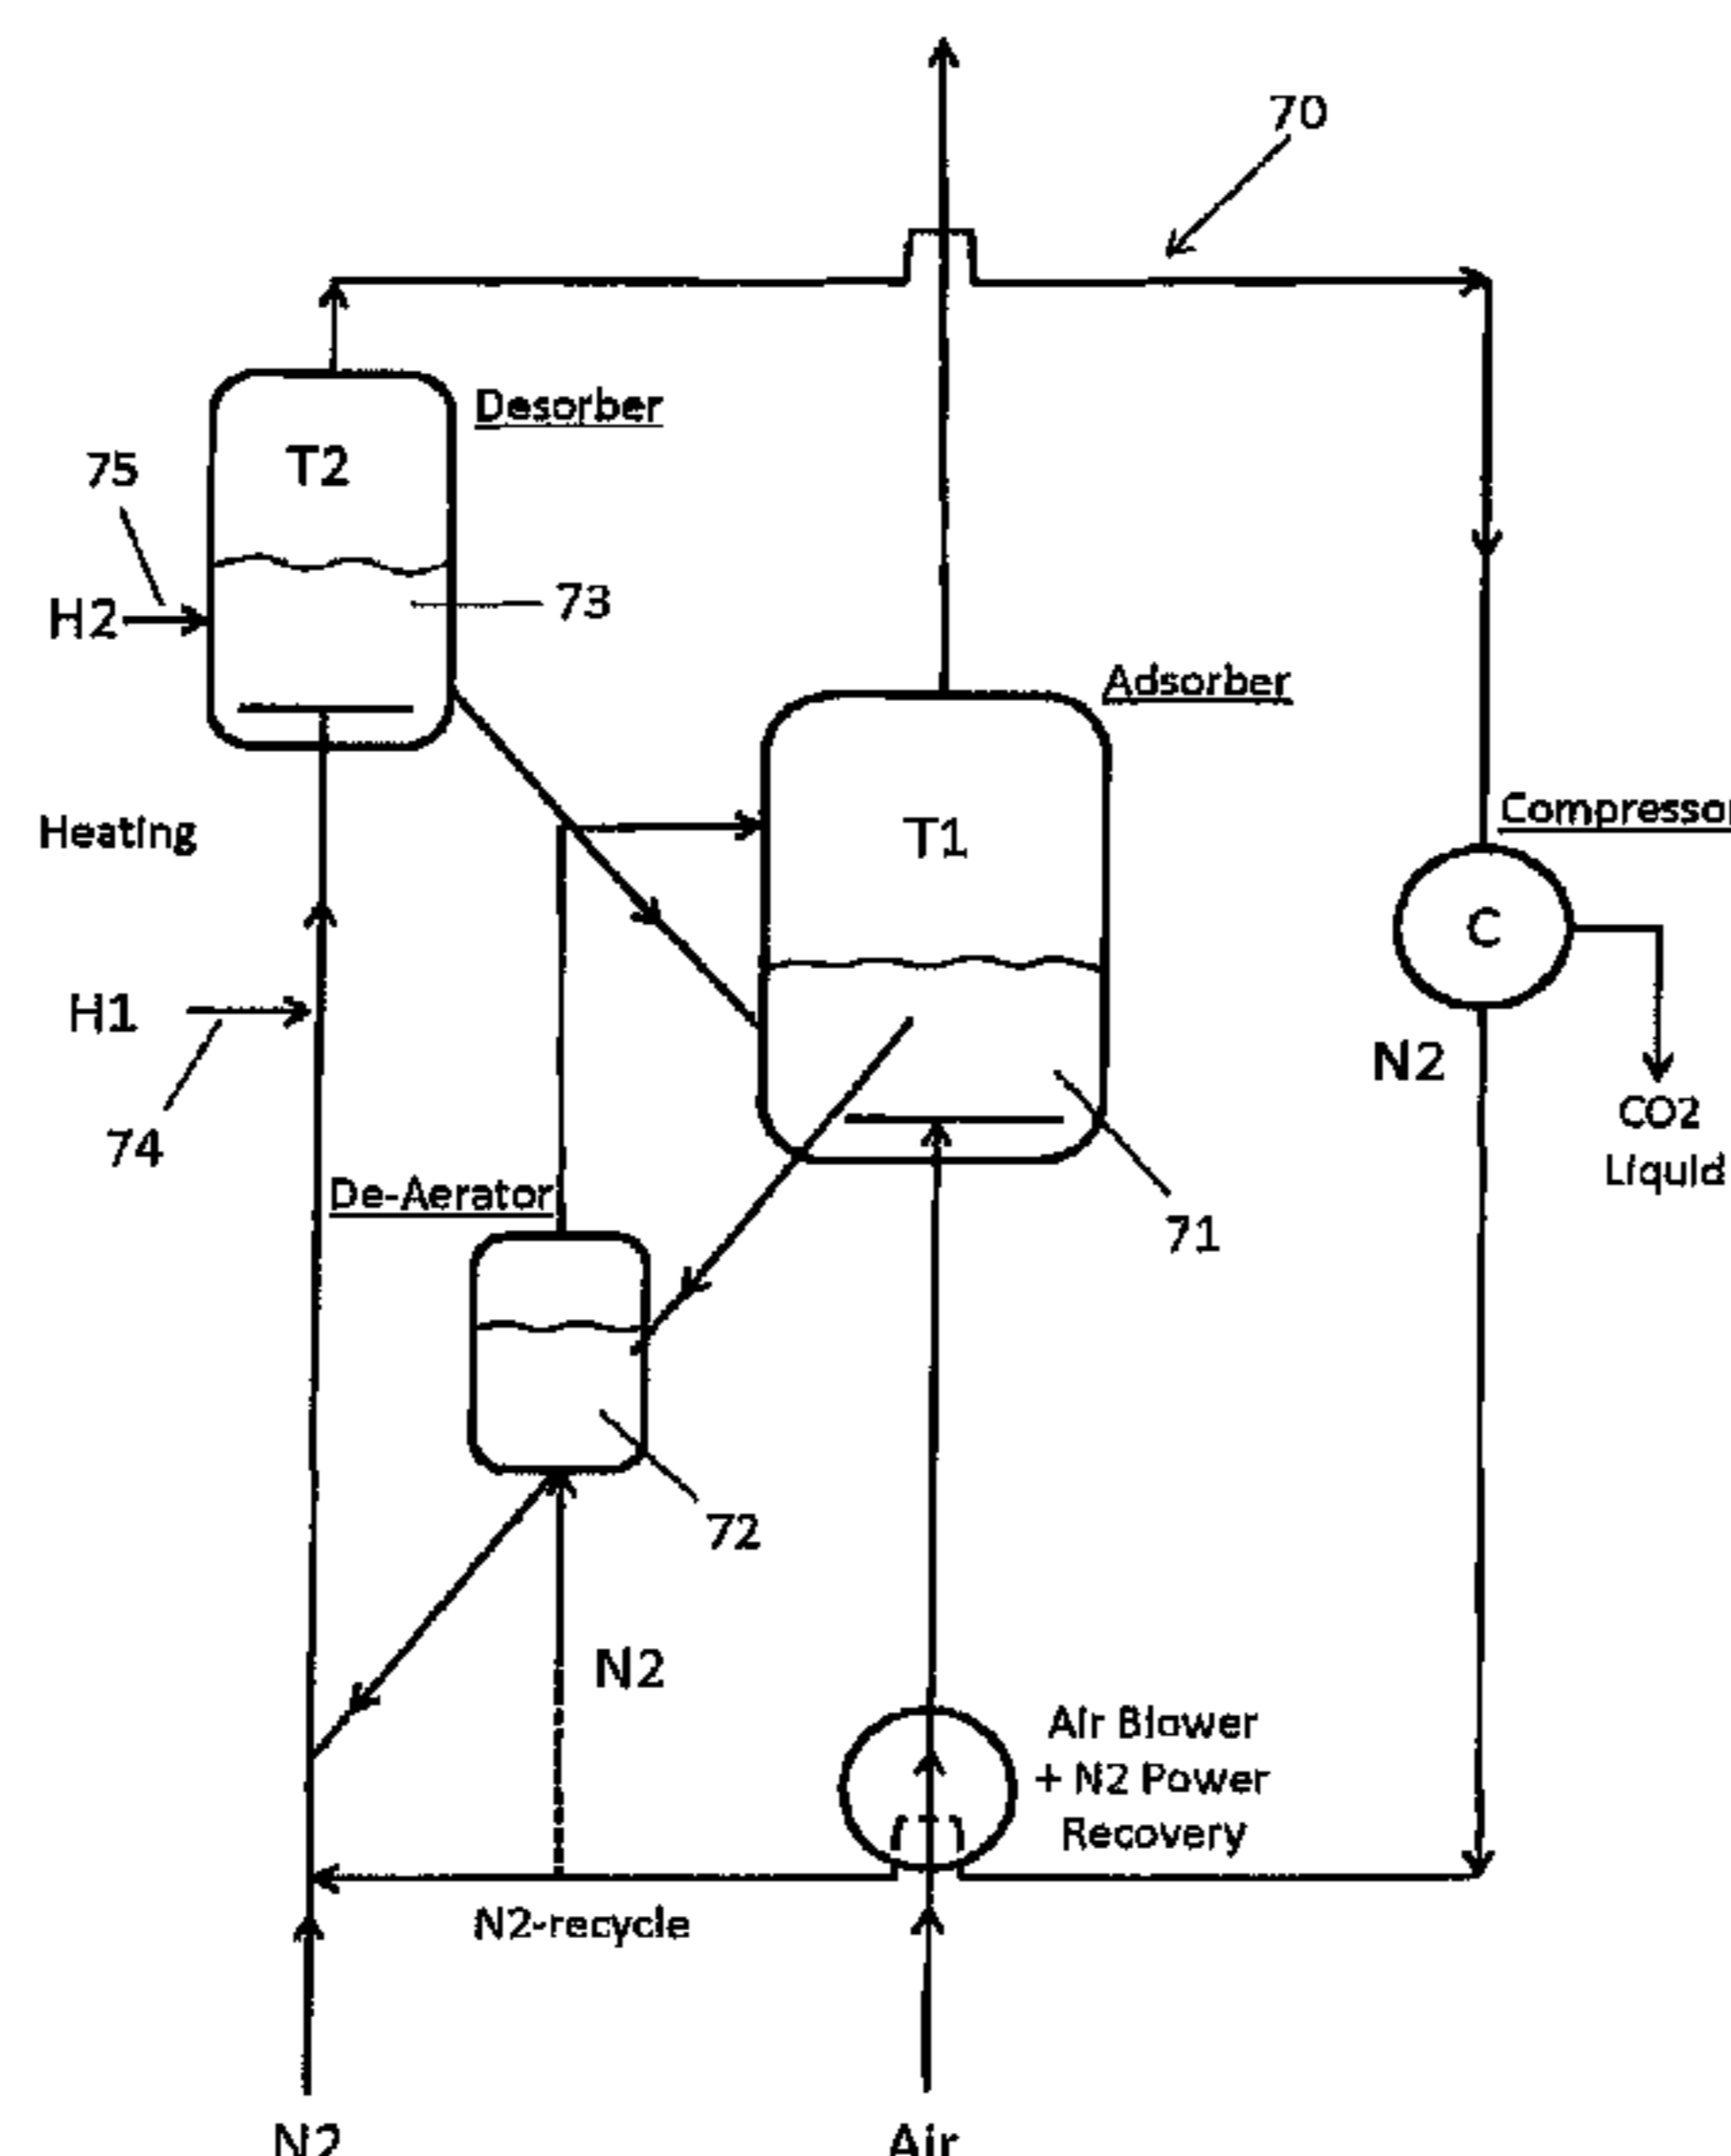 70
Desorber
T2
75
H2
73
Adsorber
Compressor
Heating
T1
C
H1
N2
74
CO2
Liquid
De-Aerator
71
72
N2
Air Blower
+ N2 Power
Recovery
N2-recycle
N2
Air